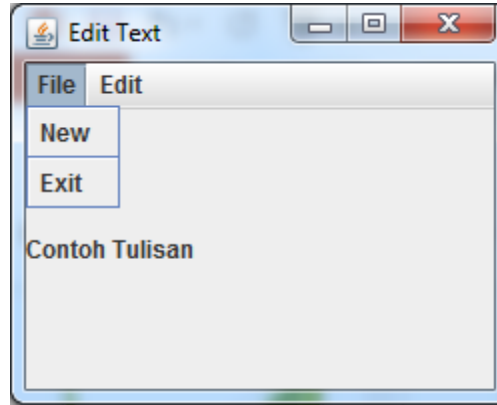 Edit Text
File Edit
New
Exit
Contoh Tulisan